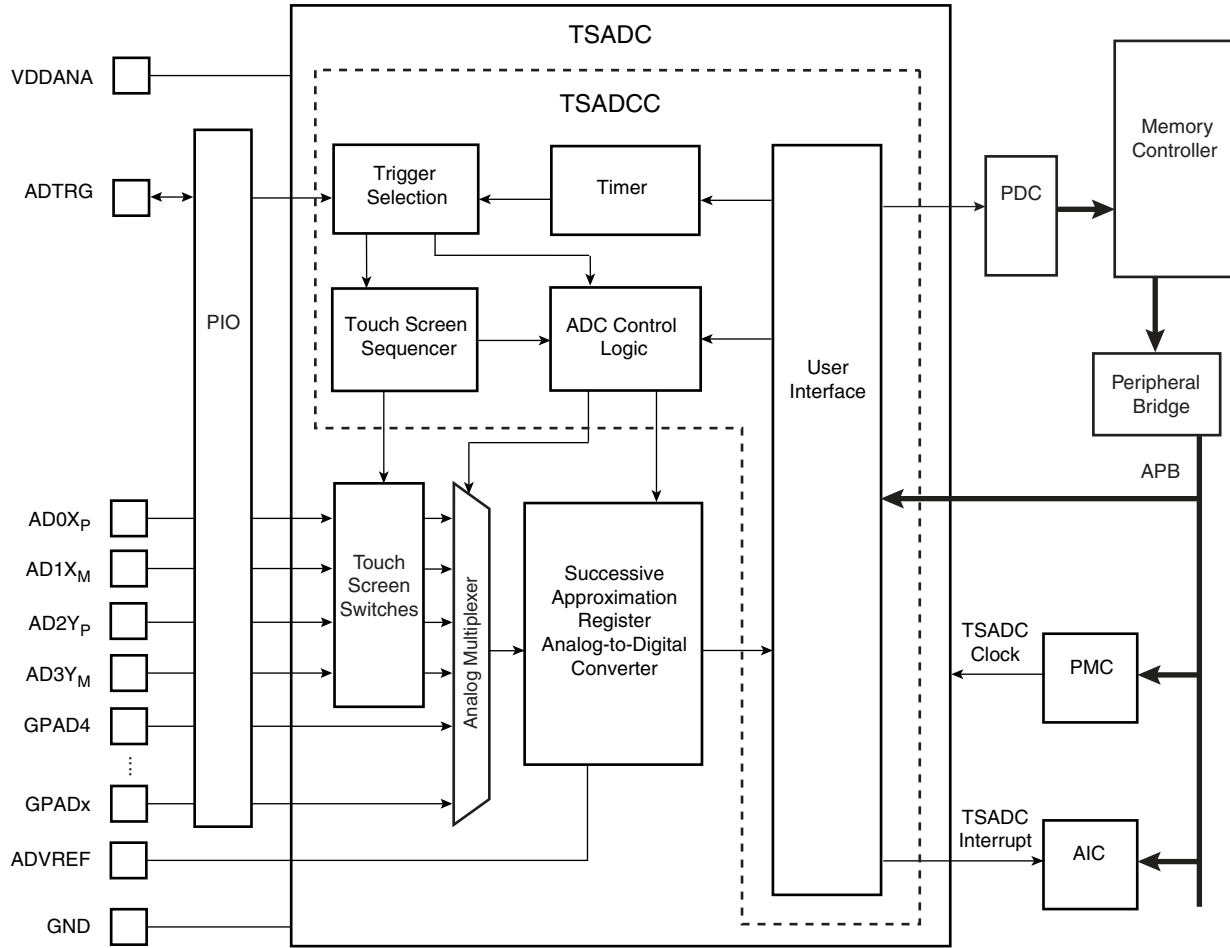 TSADC
VDDANA
TSADCC
Memory
Controller
Trigger
Selection
Timer
ADTRG
PDC
PIO
Touch Screen
Sequencer
ADC Control
Logic
User
Interface
Peripheral
Bridge
APB
AD0XP
AD1XM
AD2YP
AD3YM
GPAD4
GPADx
Touch
Screen
Switches
Analog Multiplexer
Successive
Approximation
Register
Analog-to-Digital
Converter
TSADC
Clock
PMC
TSADC
Interrupt
AIC
ADVREF
GND